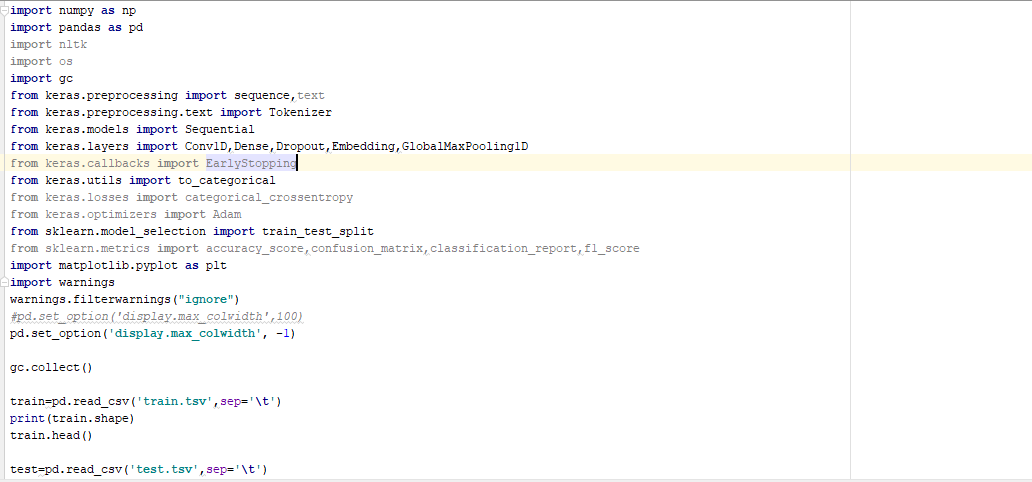 import numpy as np
import pandas as pd
import nltk
import os
import gc
from keras.preprocessing import sequence,text
from keras.preprocessing.text import Tokenizer
from keras.models import Sequential
from keras.layers import Conv1D,Dense,Dropout,Embedding,GlobalMaxPooling1D
from keras.callbacks import EarlyStopping
from keras.utils import to_categorical
from keras.losses import categorical_crossentropy
from keras.optimizers import Adam
from sklearn.model_selection import train_test_split
from sklearn.metrics import accuracy_score,confusion_matrix,classification_report,f1_score
import matplotlib.pyplot as plt
import warnings
warnings.filterwarnings("ignore")
#pd.set_option('display.max_colwidth',100)
pd.set_option('display.max_colwidth', -1)
gc.collect()
train=pd.read_csv('train.tsv',sep='\t')
print(train.shape)
train.head()
test=pd.read_csv('test.tsv',sep='\t')